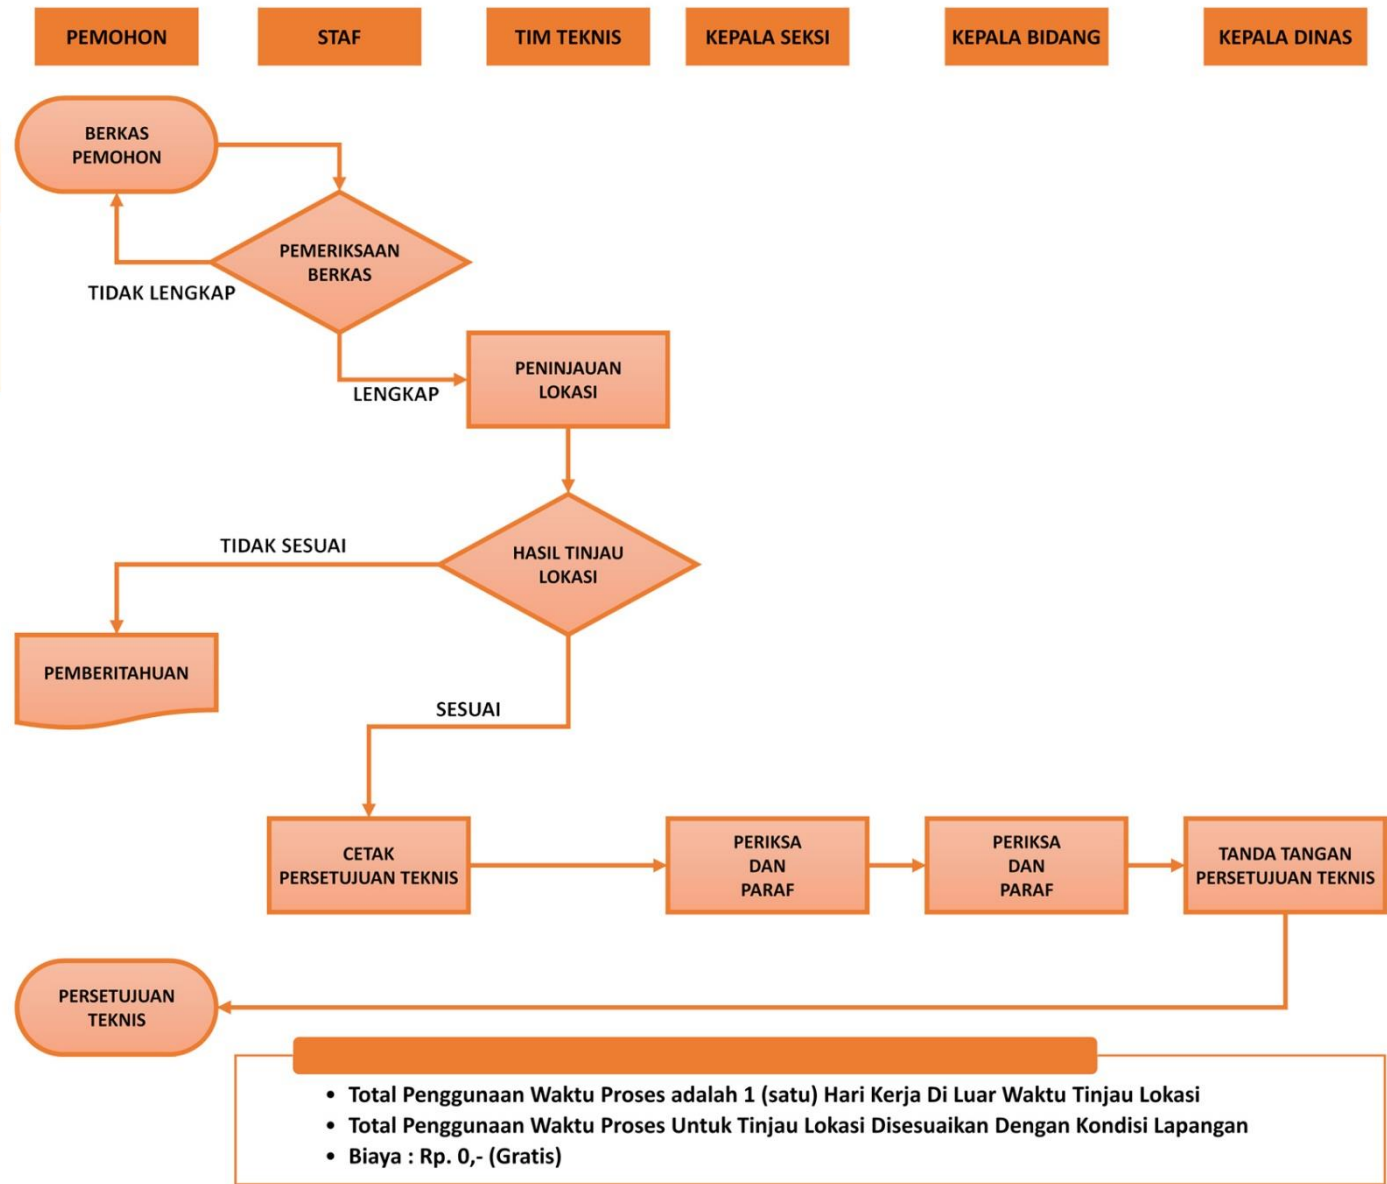 PEMOHON
STAF
TIM TEKNIS
KEPALA SEKSI
KEPALA BIDANG
KEPALA DINAS
BERKAS
PEMOHON
PEMERIKSAAN
BERKAS
TIDAK LENGKAP
PENINJAUAN
LOKASI
LENGKAP
TIDAK SESUAI
HASIL TINJAU
LOKASI
PEMBERITAHUAN
SESUAI
CETAK
PERSETUJUAN TEKNIS
PERIKSA
DAN
PARAF
PERIKSA
DAN
PARAF
TANDA TANGAN
PERSETUJUAN TEKNIS
PERSETUJUAN
TEKNIS
• Total Penggunaan Waktu Proses adalah 1 (satu) Hari Kerja Di Luar Waktu Tinjau Lokasi
• Total Penggunaan Waktu Proses Untuk Tinjau Lokasi Disesuaikan Dengan Kondisi Lapangan
• Biaya : Rp. 0,- (Gratis)